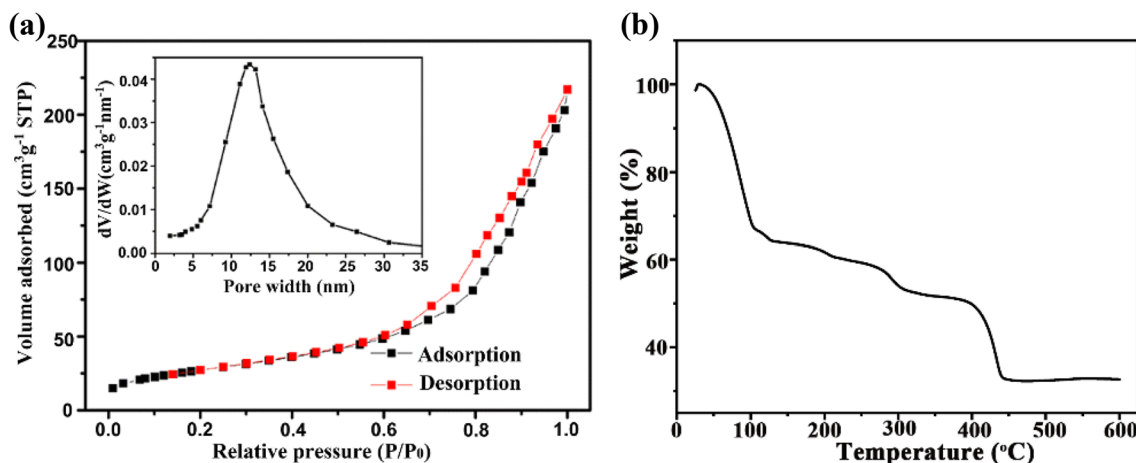 (a)
250
200
150
100
50
0
Volume adsorbed (cm³g⁻¹ STP)
0.0 0.2 0.4 0.6 0.8 1.0
Relative pressure (P/P₀)
Adsorption
Desorption
0.04
0.03
0.02
0.01
0.00
dV/dW(cm³g⁻¹nm⁻¹)
0 5 10 15 20 25 30 35
Pore width (nm)
(b)
100
80
60
40
Weight (%)
0 100 200 300 400 500 600
Temperature (°C)